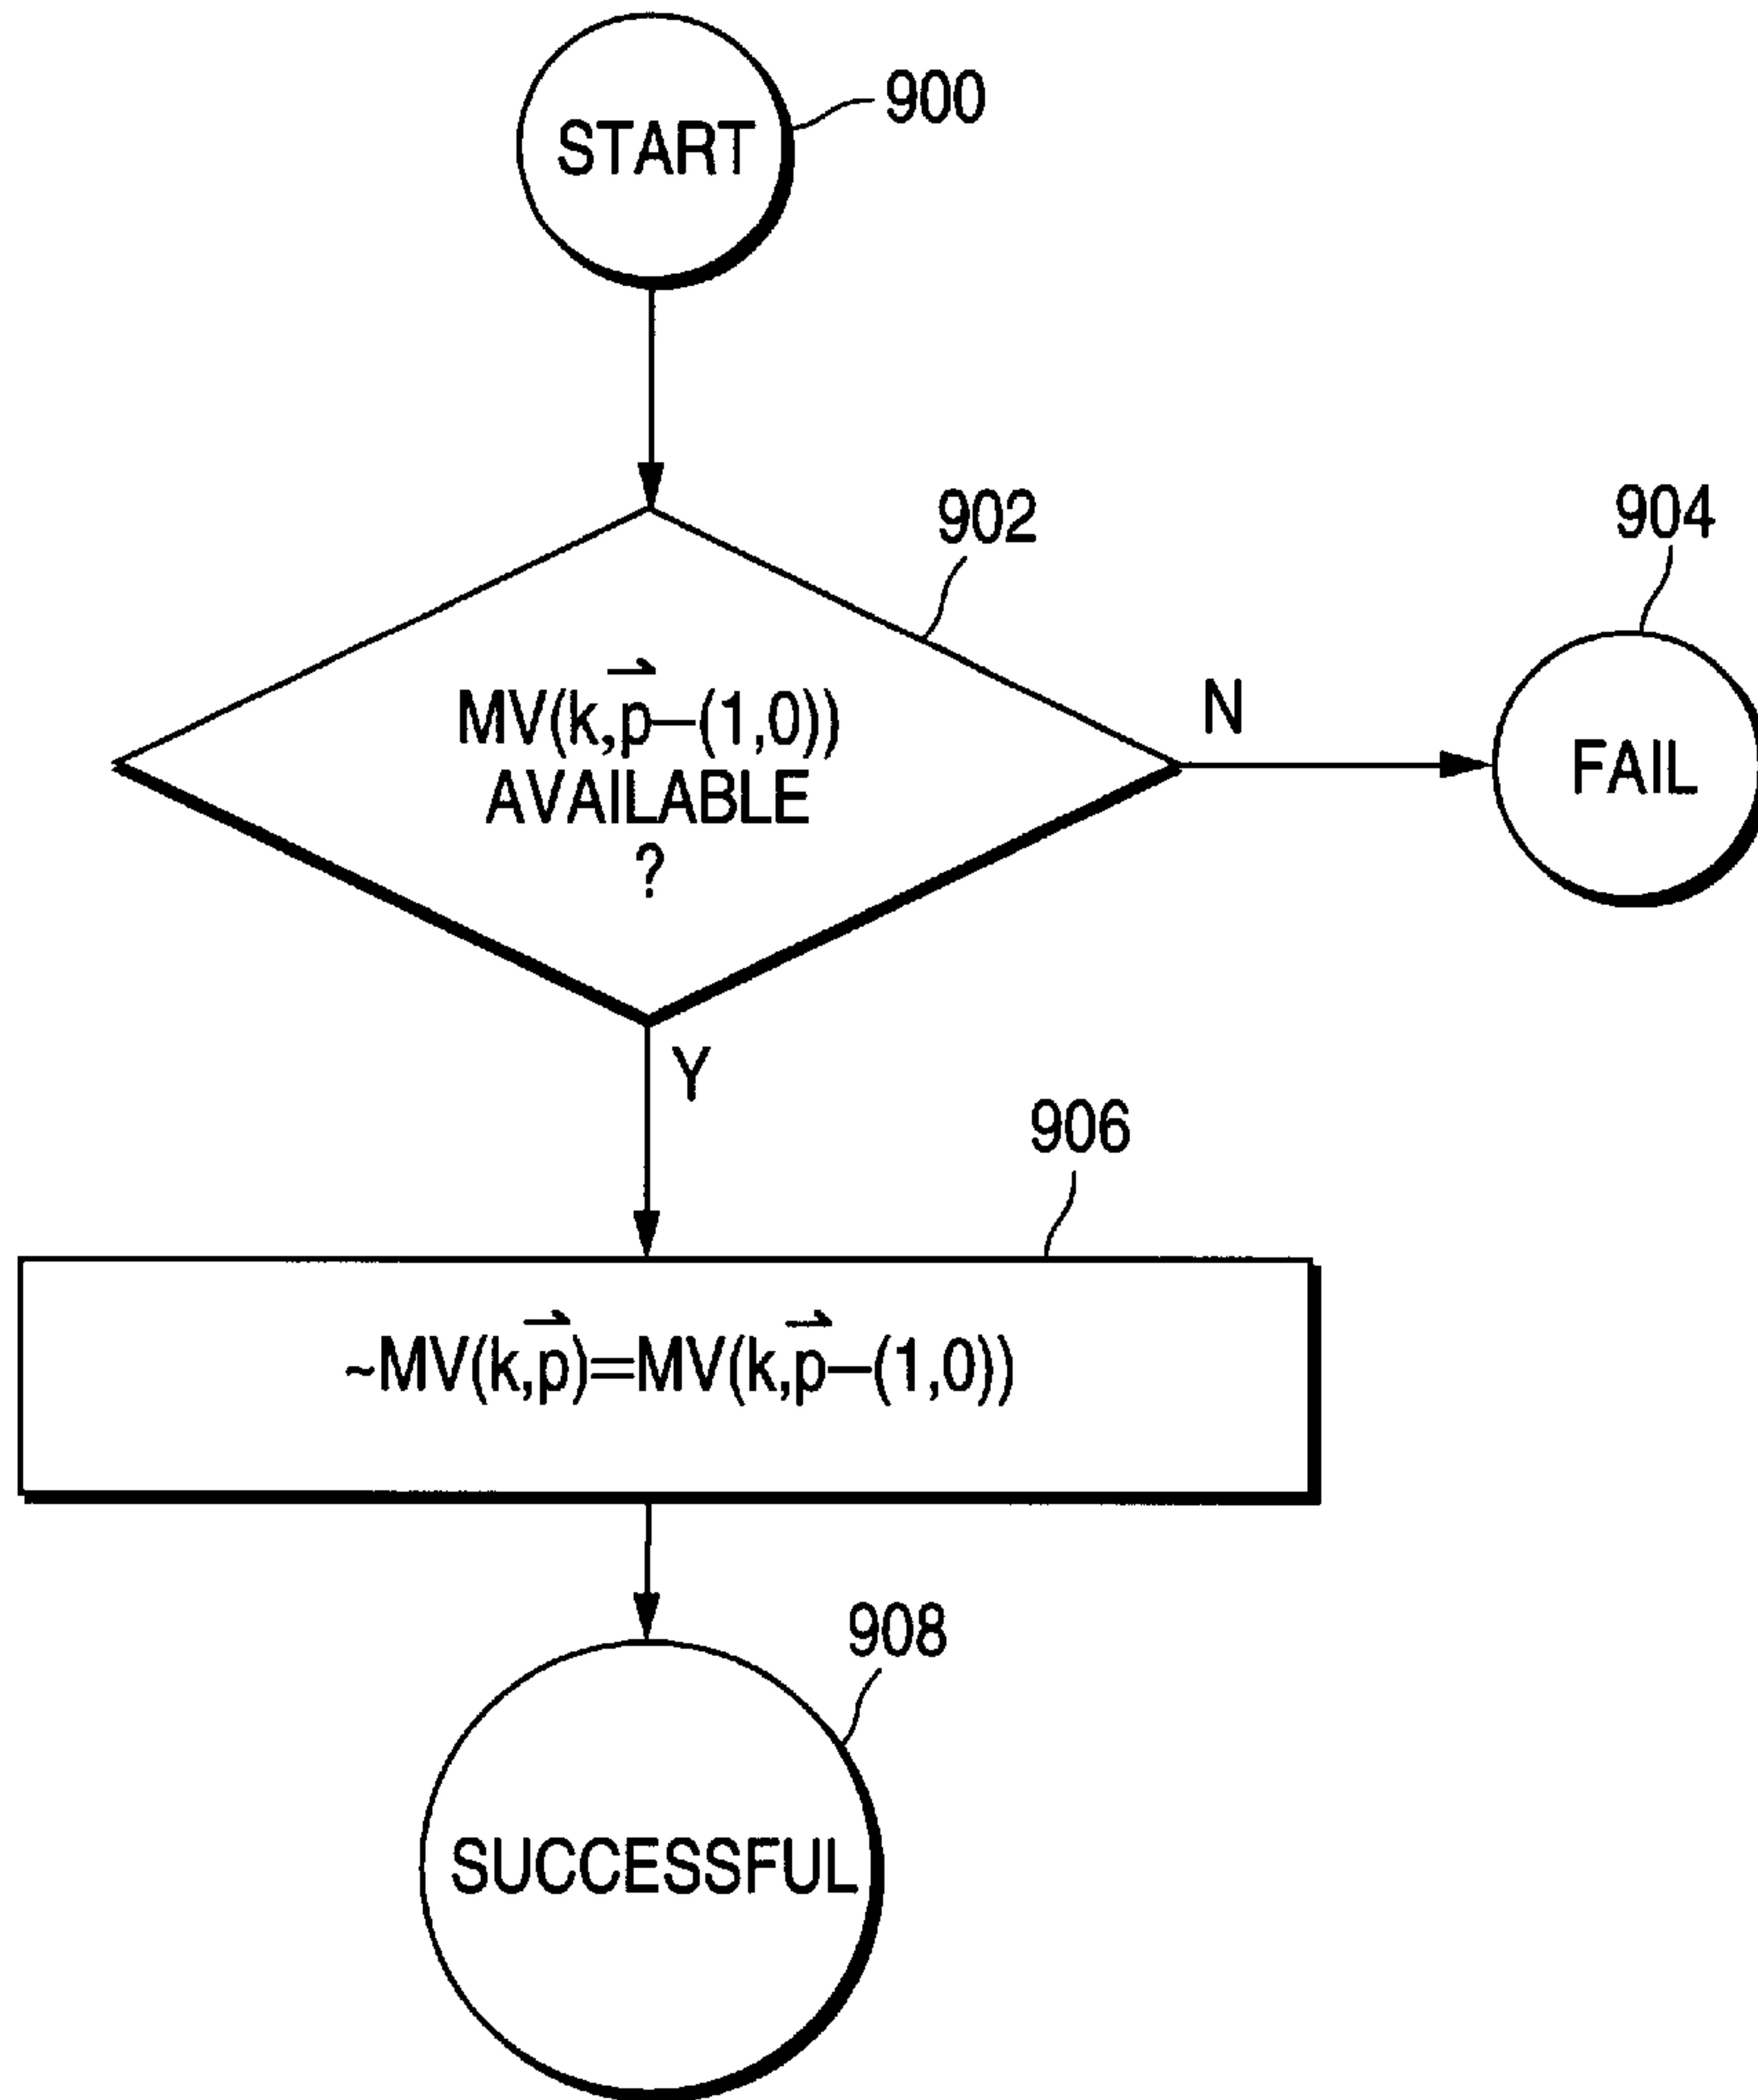 START
900
902
904
MV(k,p⃗—(1,0))
AVAILABLE
?
N
FAIL
Y
906
~MV(k,p⃗)=MV(k,p⃗—(1,0))
908
SUCCESSFUL